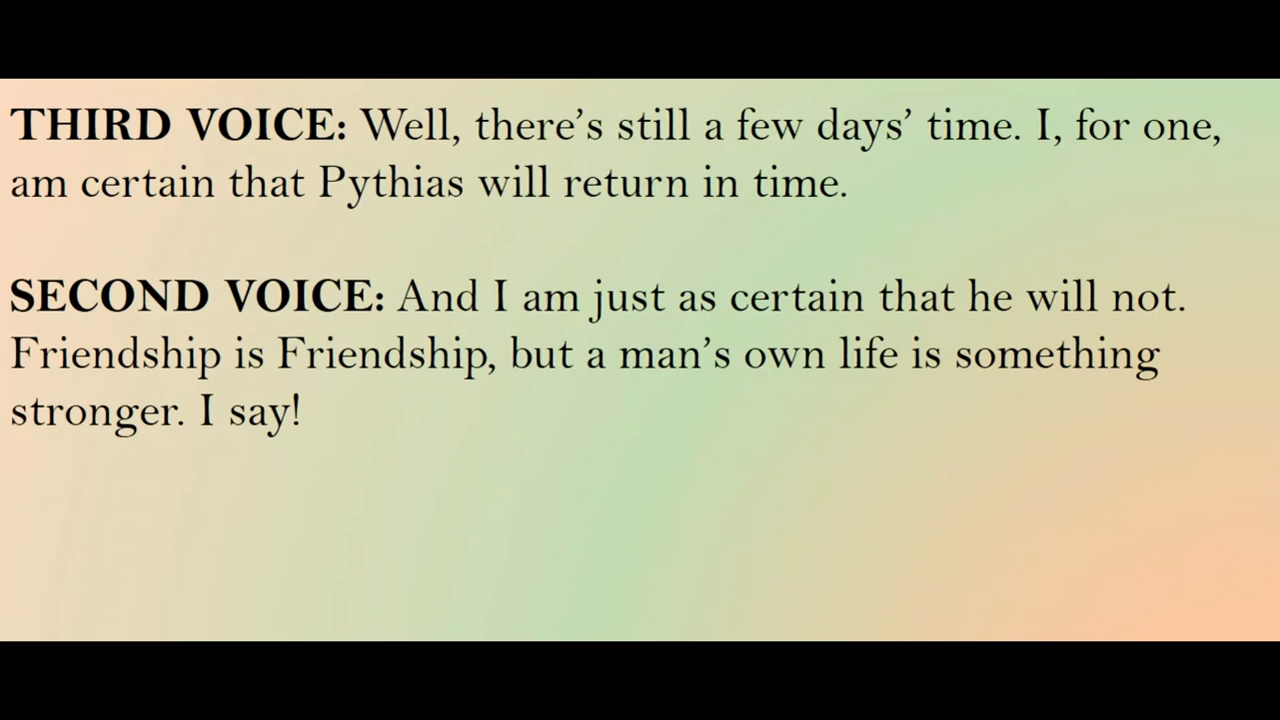 THIRD VOICE: Well, there’s still a few days’ time. I, for one,
am certain that Pythias will return in time.
SECOND VOICE: And I am just as certain that he will not.
Friendship is Friendship, but a man’s own life is something
stronger. I say!